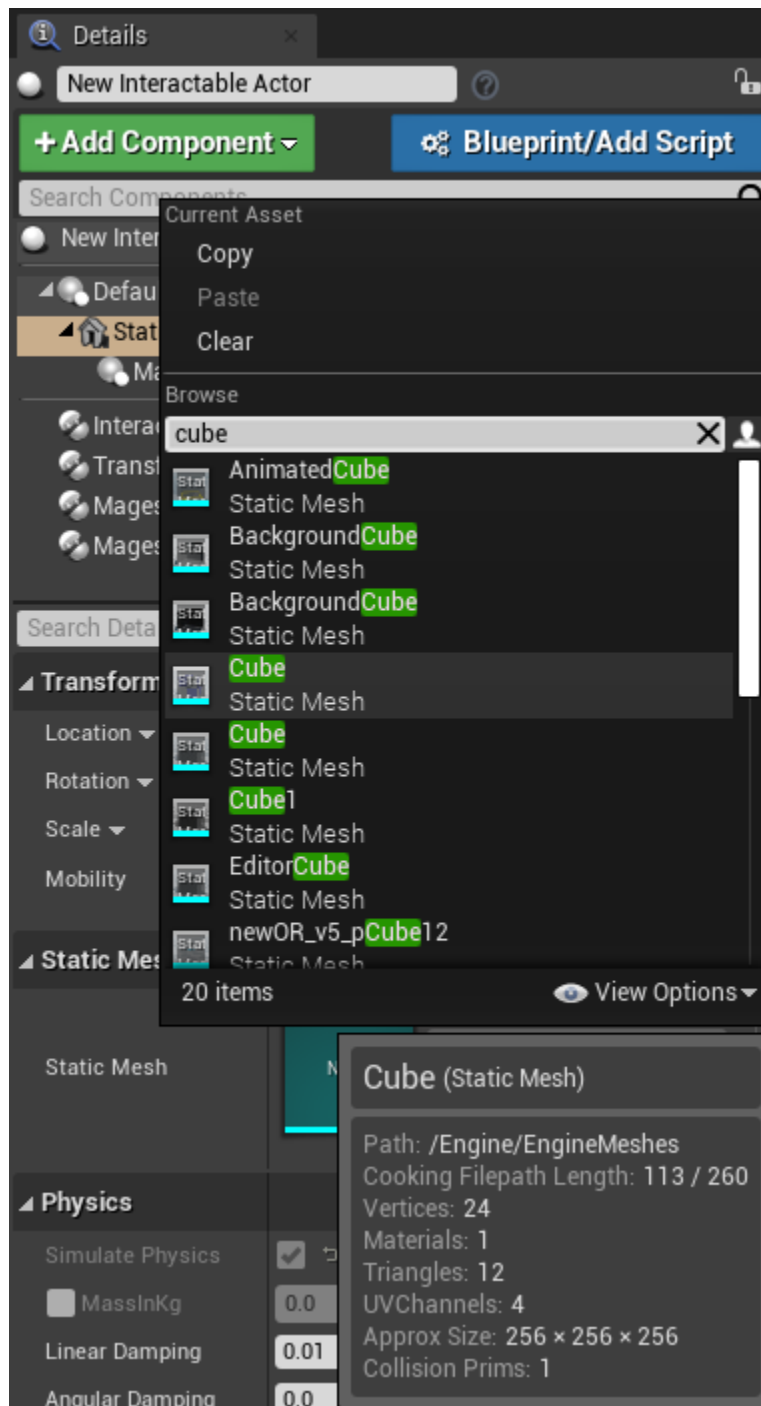 Details
New Interactable Actor
+ Add Component
Blueprint/Add Script
Search Components
New Inter
Current Asset
Copy
Defau
Paste
Stat
Clear
Ma
Browse
Interac
cube
Transf
AnimatedCube
Static Mesh
Mages
BackgroundCube
Static Mesh
Mages
BackgroundCube
Static Mesh
Search Deta
Cube
Static Mesh
Transform
Location
Cube
Static Mesh
Rotation
Cube1
Static Mesh
Scale
EditorCube
Static Mesh
Mobility
newOR_v5_pCube12
Static Mesh
Static Mes
20 items
View Options
Static Mesh
N
Cube (Static Mesh)
Path: /Engine/EngineMeshes
Cooking Filepath Length: 113 / 260
Vertices: 24
Materials: 1
Triangles: 12
UVChannels: 4
Approx Size: 256 × 256 × 256
Collision Prims: 1
Physics
Simulate Physics
MassInKg 0.0
Linear Damping 0.01
Angular Damping 0.0